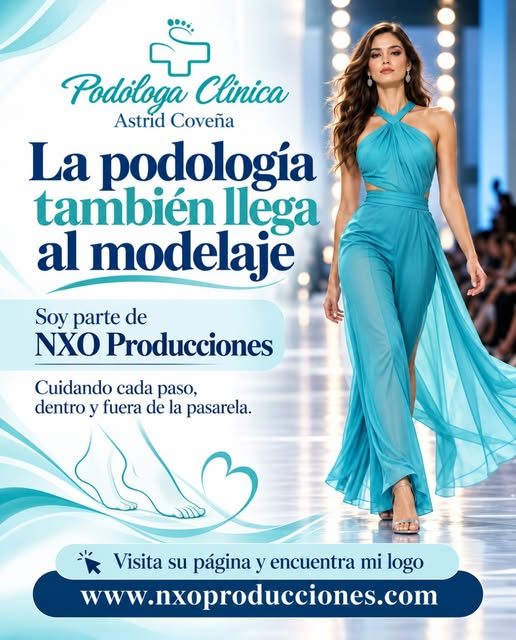 Podóloga Clínica
Astrid Coveña
La podología
también llega
al modelaje
Soy parte de
NXO Producciones
Cuidando cada paso,
dentro y fuera de la pasarela.
Visita su página y encuentra mi logo
www.nxoproducciones.com